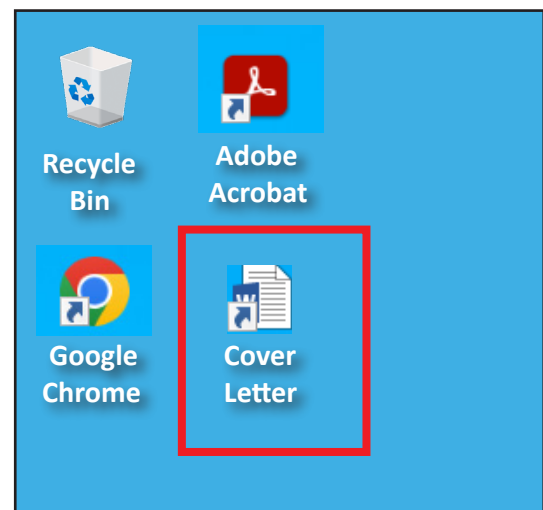 Recycle
Bin
Adobe
Acrobat
Google
Chrome
W
Cover
Letter